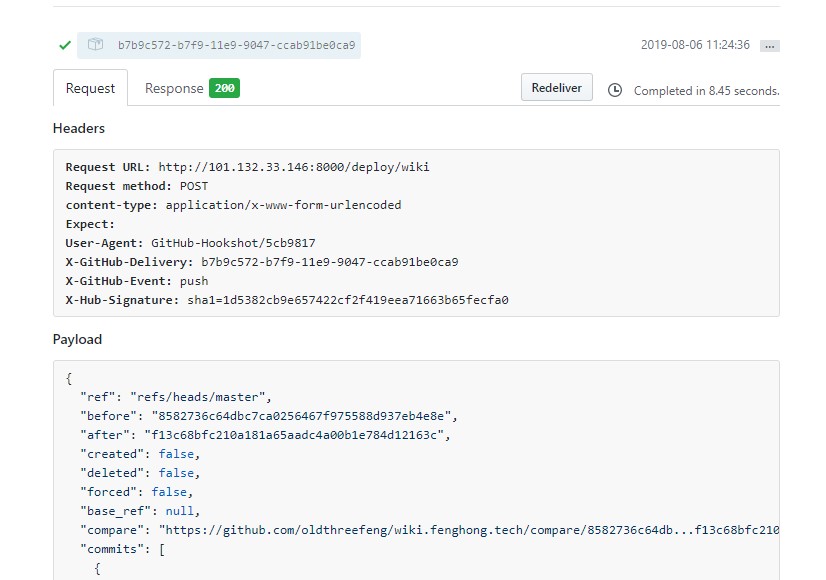 b7b9c572-b7f9-11e9-9047-ccab91be0ca9 2019-08-06 11:24:36 ...
Request Response 200 Redeliver Completed in 8.45 seconds.
Headers
Request URL: http://101.132.33.146:8000/deploy/wiki
Request method: POST
content-type: application/x-www-form-urlencoded
Expect:
User-Agent: GitHub-Hookshot/5cb9817
X-GitHub-Delivery: b7b9c572-b7f9-11e9-9047-ccab91be0ca9
X-GitHub-Event: push
X-Hub-Signature: sha1=1d5382cb9e657422cf2f419eea71663b65fecfa0
Payload
{
"ref": "refs/heads/master",
"before": "8582736c64dbc7ca0256467f975588d937eb4e8e",
"after": "f13c68bfc210a181a65aadc4a00b1e784d12163c",
"created": false,
"deleted": false,
"forced": false,
"base_ref": null,
"compare": "https://github.com/oldthreefeng/wiki.fenghong.tech/compare/8582736c64db...f13c68bfc210
"commits": [
{